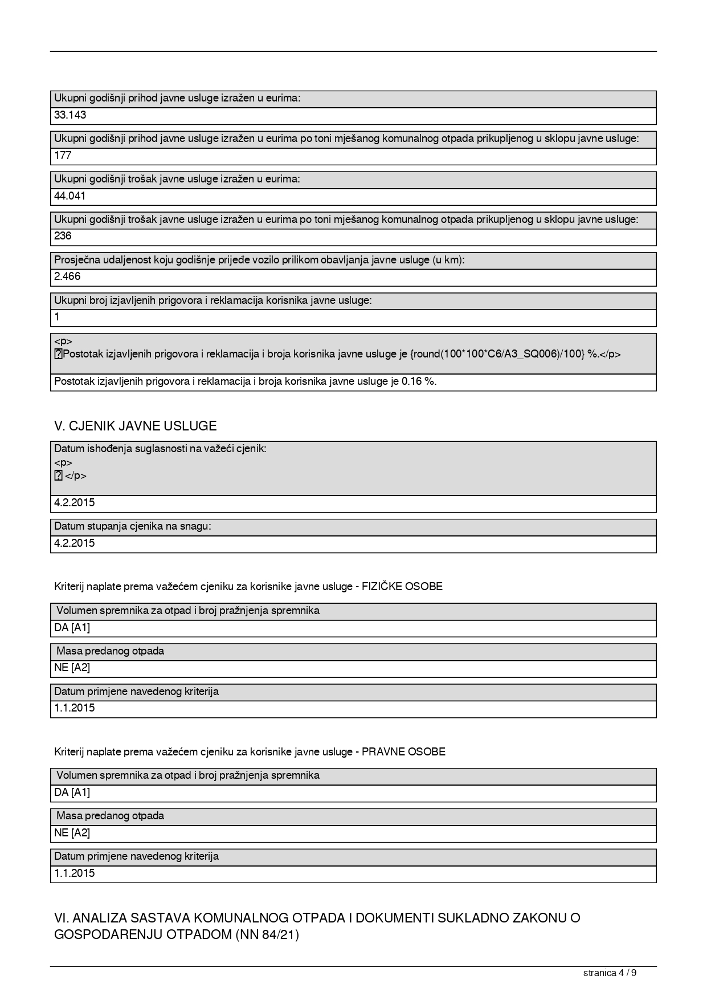 Ukupni godišnji prihod javne usluge izražen u eurima:
33.143
Ukupni godišnji prihod javne usluge izražen u eurima po toni mješanog komunalnog otpada prikupljenog u sklopu javne usluge:
177
Ukupni godišnji trošak javne usluge izražen u eurima:
44.041
Ukupni godišnji trošak javne usluge izražen u eurima po toni mješanog komunalnog otpada prikupljenog u sklopu javne usluge:
236
Prosječna udaljenost koju godišnje prijeđe vozilo prilikom obavljanja javne usluge (u km):
2.466
Ukupni broj izjavljenih prigovora i reklamacija korisnika javne usluge:
1
<p>
?Postotak izjavljenih prigovora i reklamacija i broja korisnika javne usluge je {round(100*100*C6/A3_SQ006)/100} %.</p>
Postotak izjavljenih prigovora i reklamacija i broja korisnika javne usluge je 0.16 %.
V. CJENIK JAVNE USLUGE
Datum ishođenja suglasnosti na važeći cjenik:
<p>
? </p>
4.2.2015
Datum stupanja cjenika na snagu:
4.2.2015
Kriterij naplate prema važećem cjeniku za korisnike javne usluge - FIZIČKE OSOBE
Volumen spremnika za otpad i broj pražnjenja spremnika
DA [A1]
Masa predanog otpada
NE [A2]
Datum primjene navedenog kriterija
1.1.2015
Kriterij naplate prema važećem cjeniku za korisnike javne usluge - PRAVNE OSOBE
Volumen spremnika za otpad i broj pražnjenja spremnika
DA [A1]
Masa predanog otpada
NE [A2]
Datum primjene navedenog kriterija
1.1.2015
VI. ANALIZA SASTAVA KOMUNALNOG OTPADA I DOKUMENTI SUKLADNO ZAKONU O
GOSPODARENJU OTPADOM (NN 84/21)
stranica 4 / 9